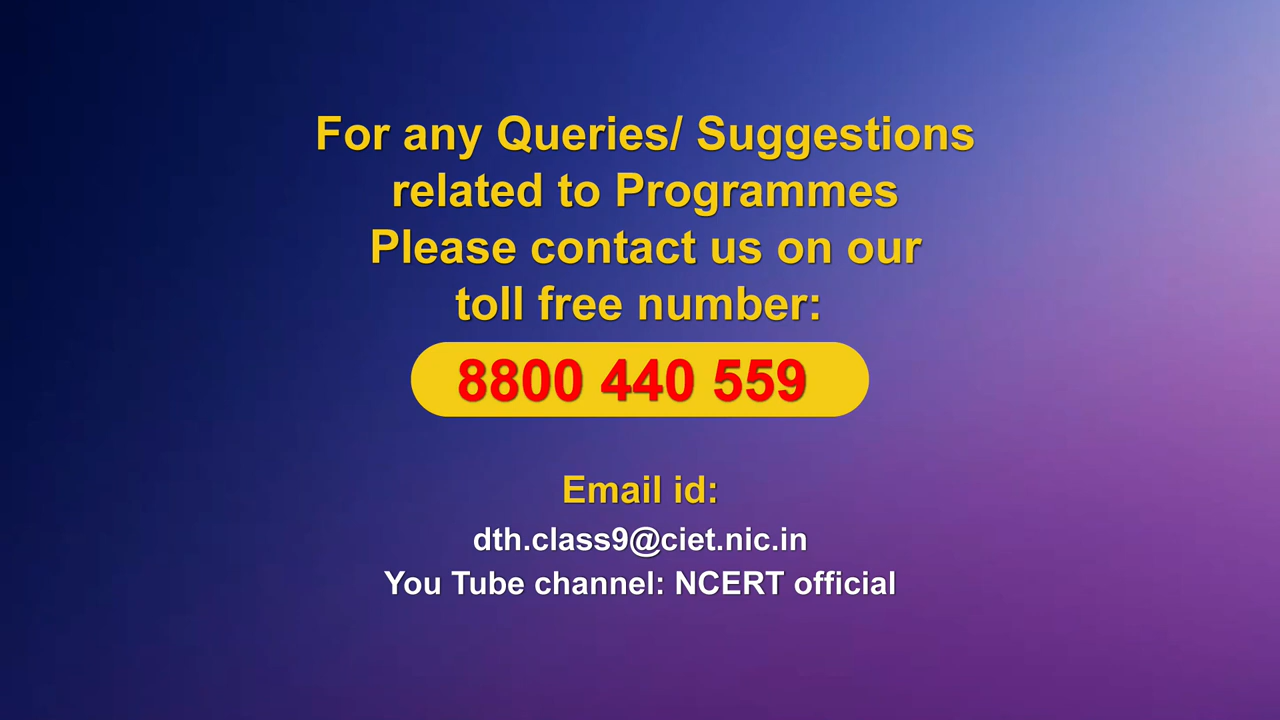 For any Queries/ Suggestions
related to Programmes
Please contact us on our
toll free number:
8800 440 559
Email id:
dth.class9@ciet.nic.in
You Tube channel: NCERT official